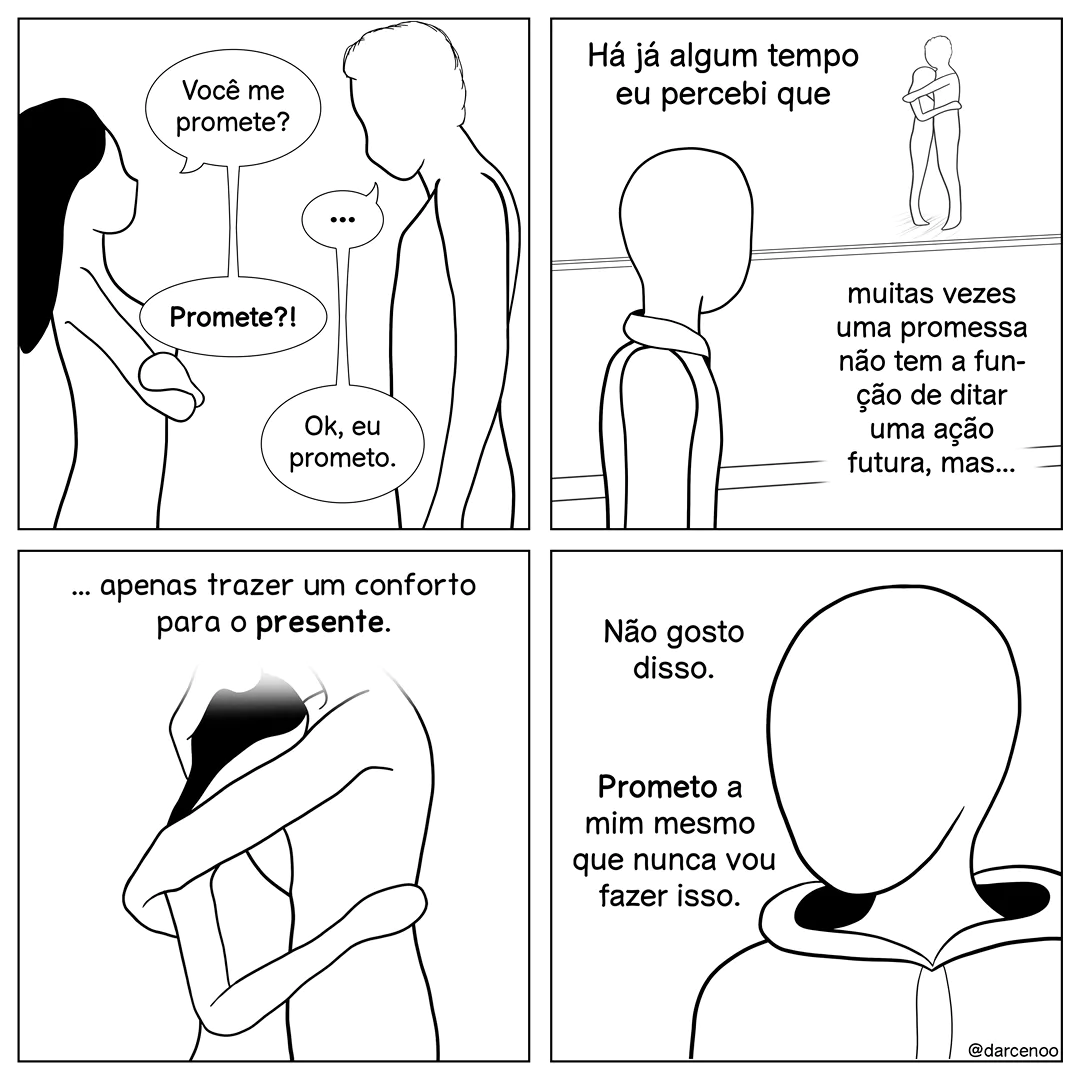 Você me
promete?
Promete?!
...
Ok, eu
prometo.
Há já algum tempo
eu percebi que
muitas vezes
uma promessa
não tem a fun-
ção de ditar
uma ação
futura, mas...
... apenas trazer um conforto
para o presente.
Não gosto
disso.
Prometo a
mim mesmo
que nunca vou
fazer isso.
@darcenoo